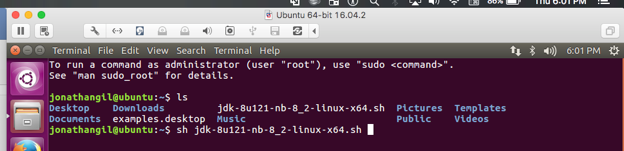 Thu 6:01 PM
Ubuntu 64-bit 16.04.2
Terminal File Edit View Search Terminal Help 6:01 PM
To run a command as administrator (user "root"), use "sudo <command>".
See "man sudo_root" for details.
jonathangil@ubuntu:~$ ls
Desktop Downloads jdk-8u121-nb-8_2-linux-x64.sh Pictures Templates
Documents examples.desktop Music Public Videos
jonathangil@ubuntu:~$ sh jdk-8u121-nb-8_2-linux-x64.sh